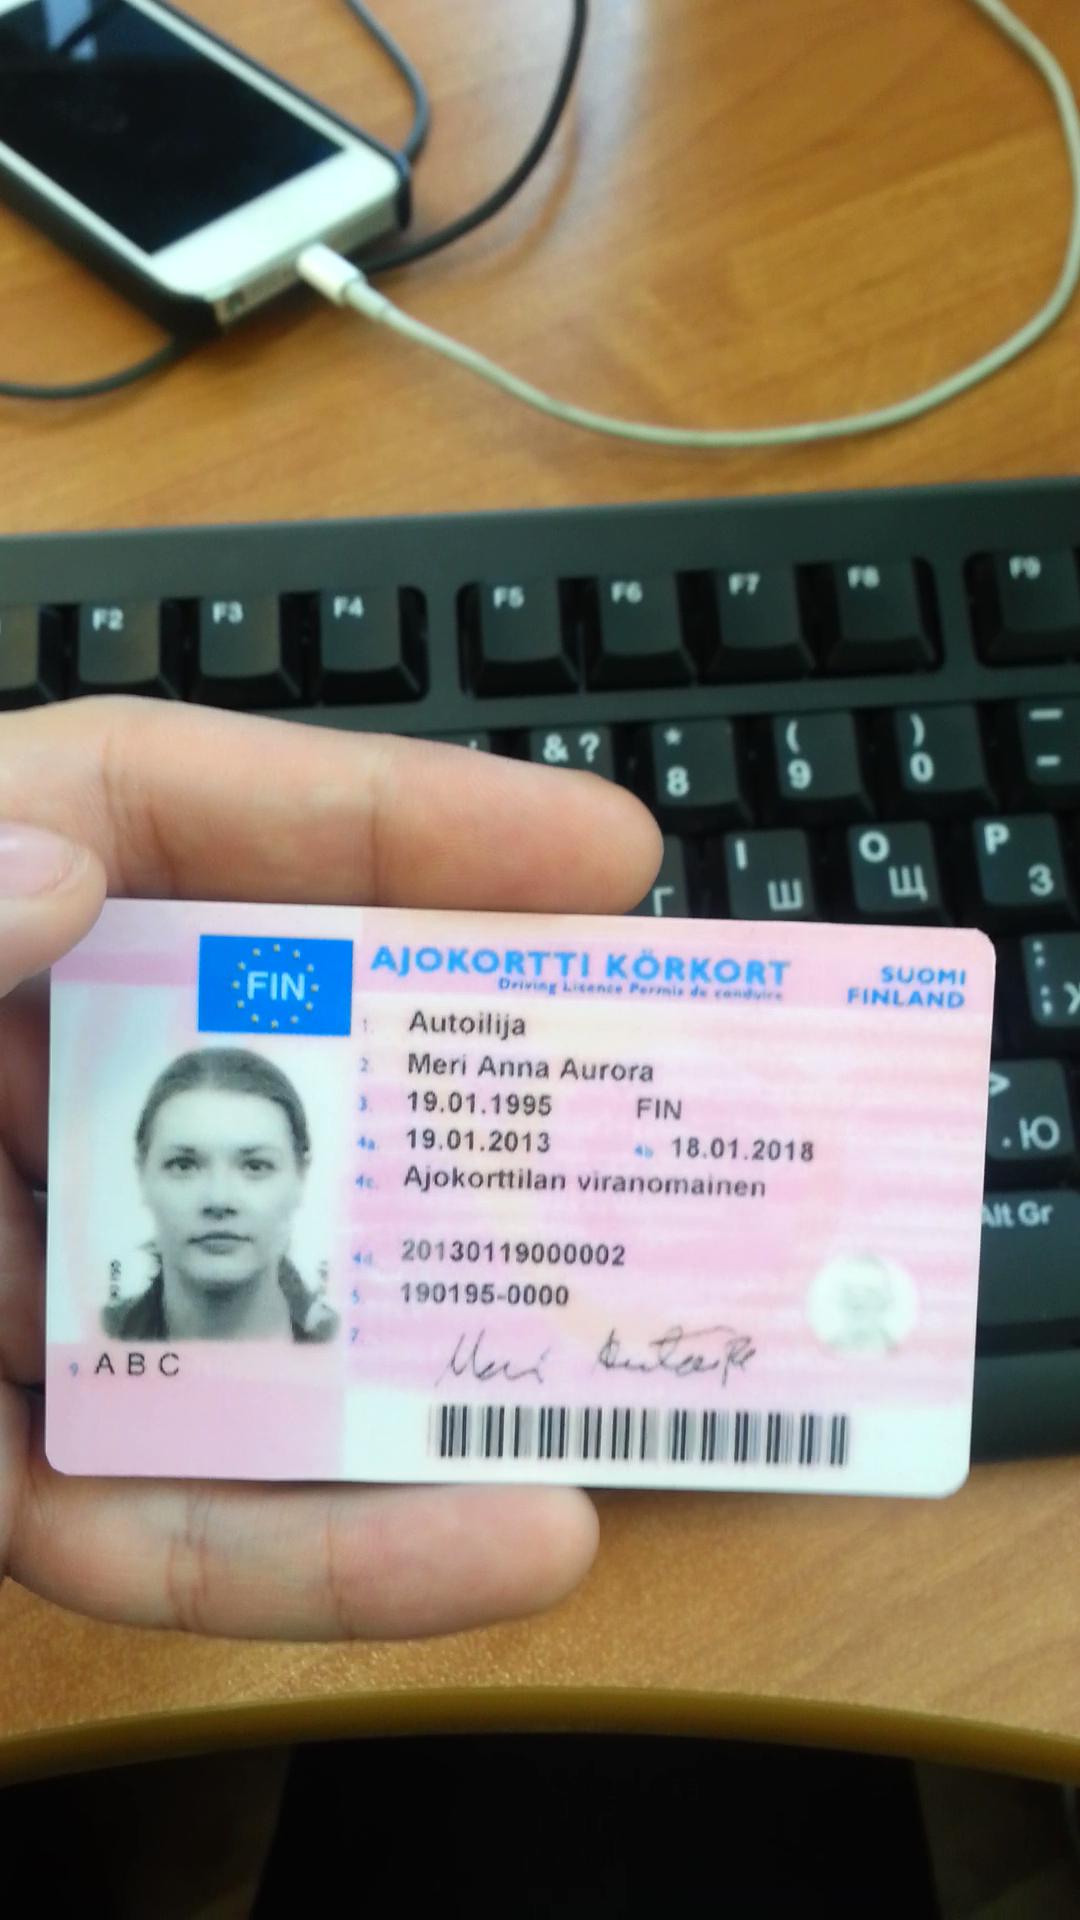 F2 F3 F4 F5 F6 F7 F8 F9
& ? * ( ) —
8 9 0 -
I O P
Г Ш Щ З
: ;
>
. Ю
Alt Gr
FIN
AJOKORTTI KÖRKORT
Driving Licence Permis de conduire
SUOMI
FINLAND
1. Autoilija
2. Meri Anna Aurora
3. 19.01.1995 FIN
4a. 19.01.2013 4b. 18.01.2018
4c. Ajokorttilan viranomainen
4d. 20130119000002
5. 190195-0000
7. Meri Autoilija
9. A B C